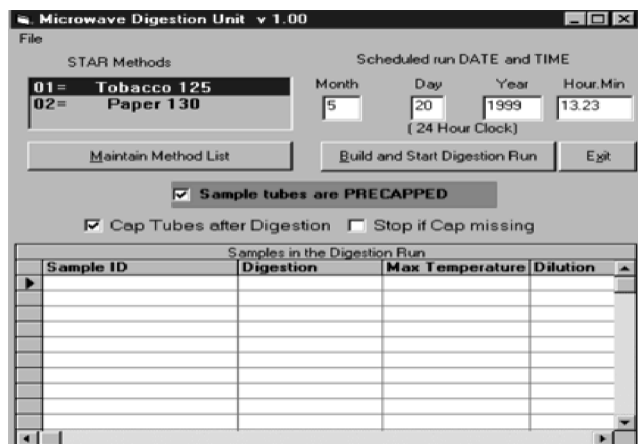 Microwave Digestion Unit v 1.00
File
STAR Methods
Scheduled run DATE and TIME
Month Day Year Hour.Min
01= Tobacco 125
02= Paper 130
5 20 1999 13.23
( 24 Hour Clock)
Maintain Method List
Build and Start Digestion Run
Exit
Sample tubes are PRECAPPED
Cap Tubes after Digestion
Stop if Cap missing
Samples in the Digestion Run
Sample ID Digestion Max Temperature Dilution